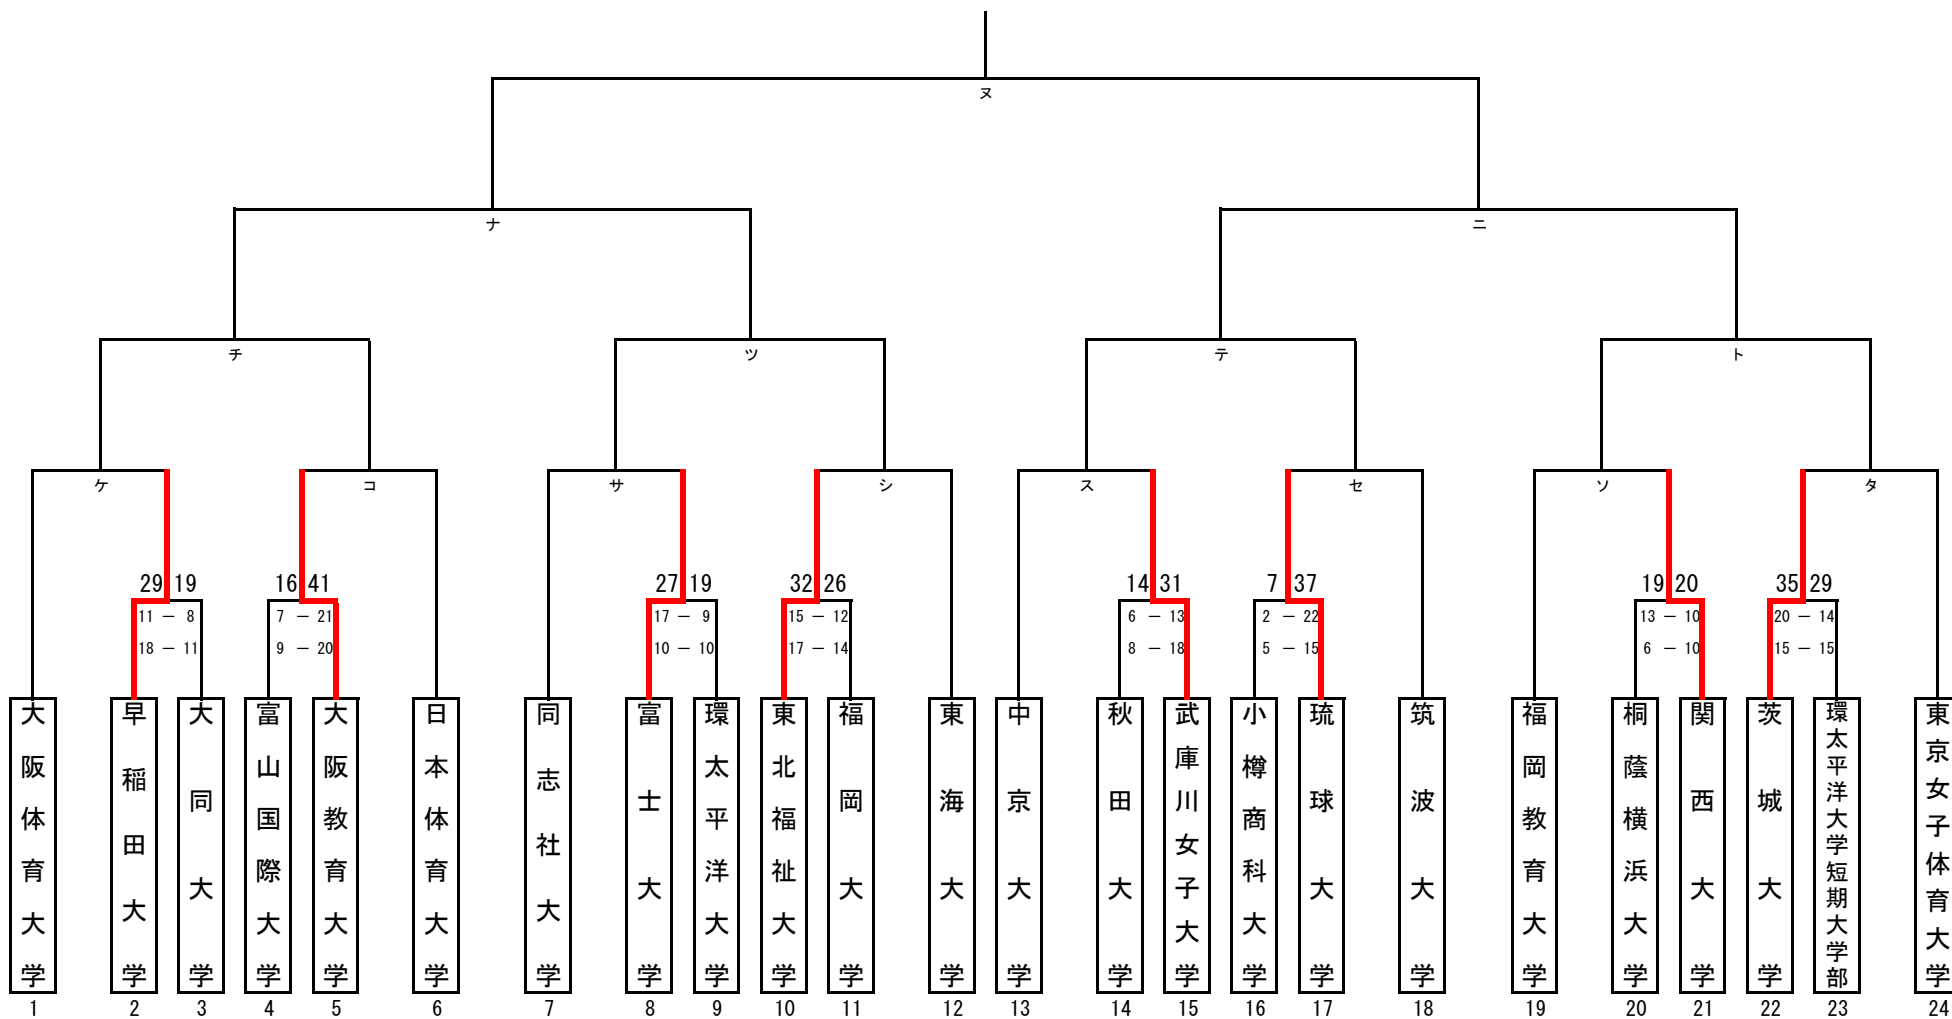 ヌ
ナ
ニ
チ
ツ
テ
ト
ケ
コ
サ
シ
ス
セ
ソ
タ
29 19
11 － 8
18 － 11
16 41
7 － 21
9 － 20
27 19
17 － 9
10 － 10
32 26
15 － 12
17 － 14
14 31
6 － 13
8 － 18
7 37
2 － 22
5 － 15
19 20
13 － 10
6 － 10
35 29
20 － 14
15 － 15
大阪体育大学
早稲田大学
大同大学
富山国際大学
大阪教育大学
日本体育大学
同志社大学
富士大学
環太平洋大学
東北福祉大学
福岡大学
東海大学
中京大学
秋田大学
武庫川女子大学
小樽商科大学
琉球大学
筑波大学
福岡教育大学
桐蔭横浜大学
関西大学
茨城大学
環太平洋大学短期大学部
東京女子体育大学
1
2
3
4
5
6
7
8
9
10
11
12
13
14
15
16
17
18
19
20
21
22
23
24